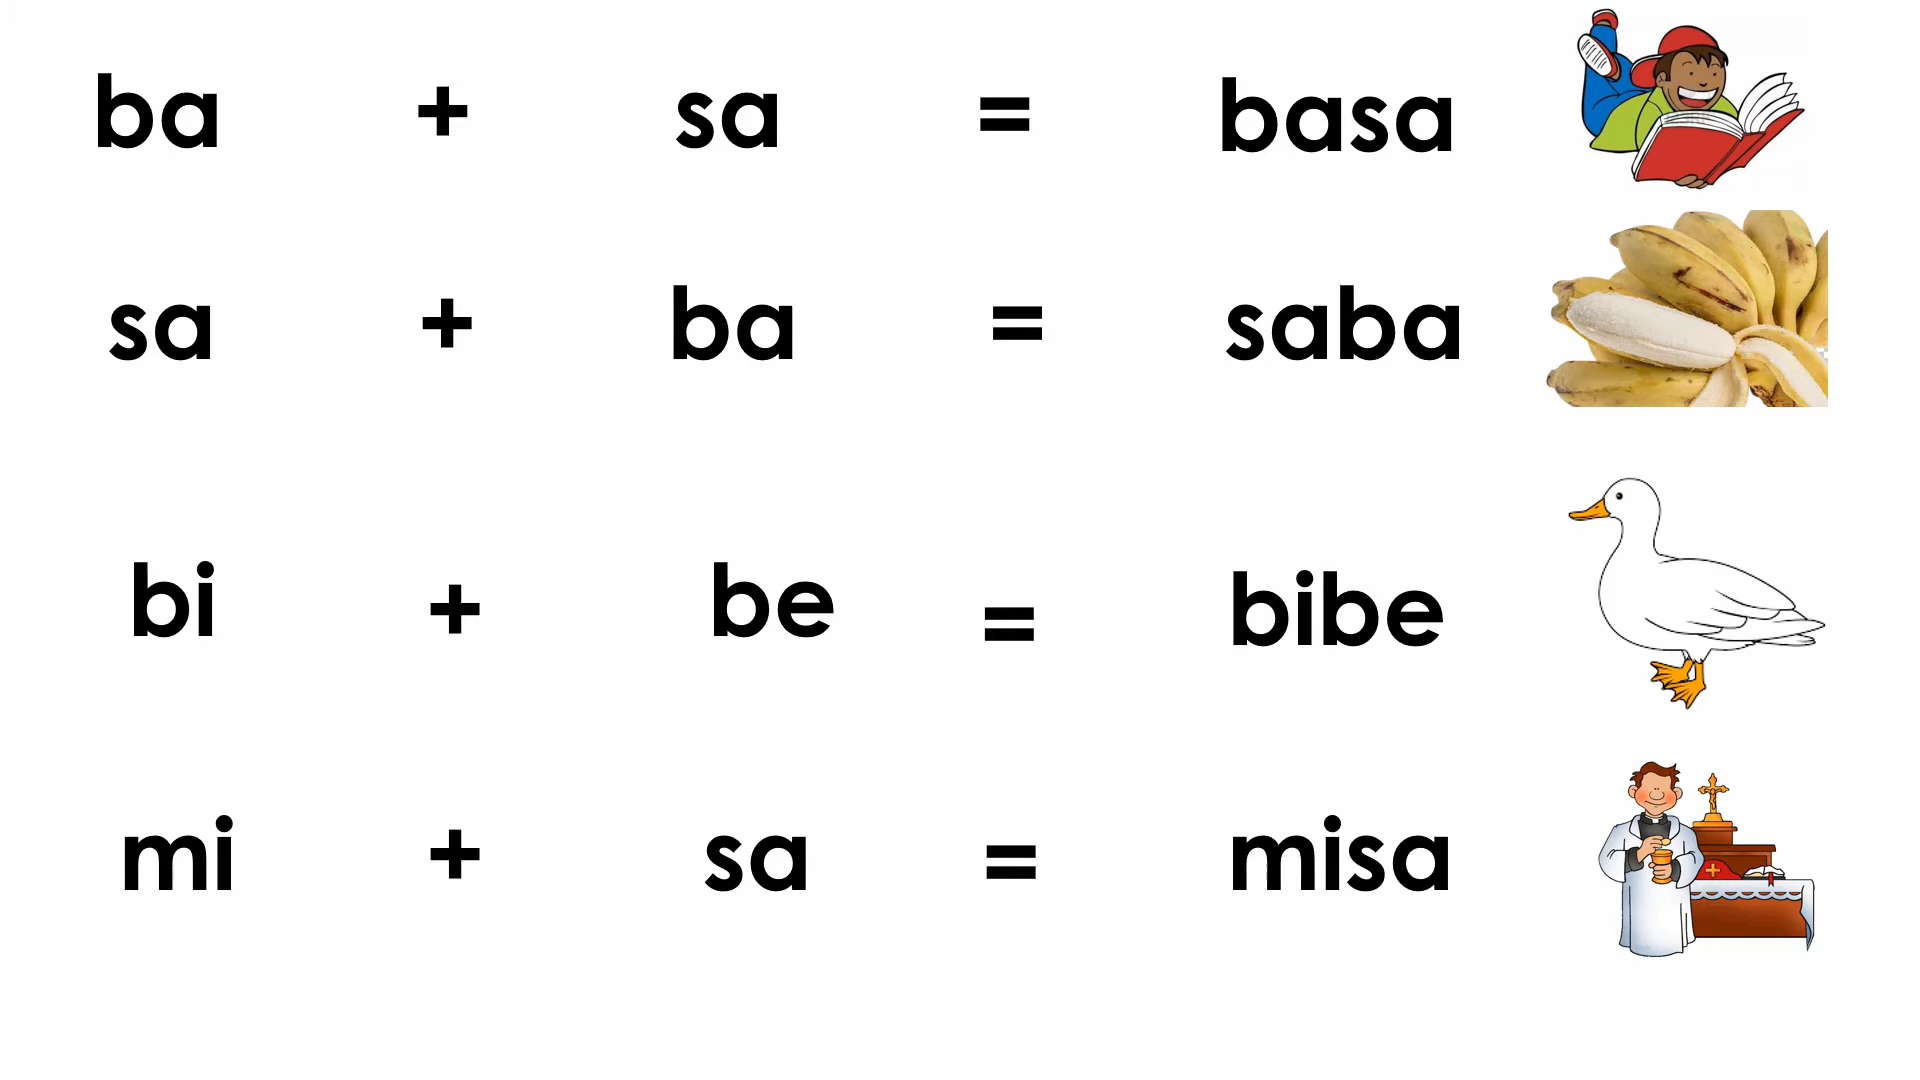 ba + sa = basa
sa + ba = saba
bi + be = bibe
mi + sa = misa